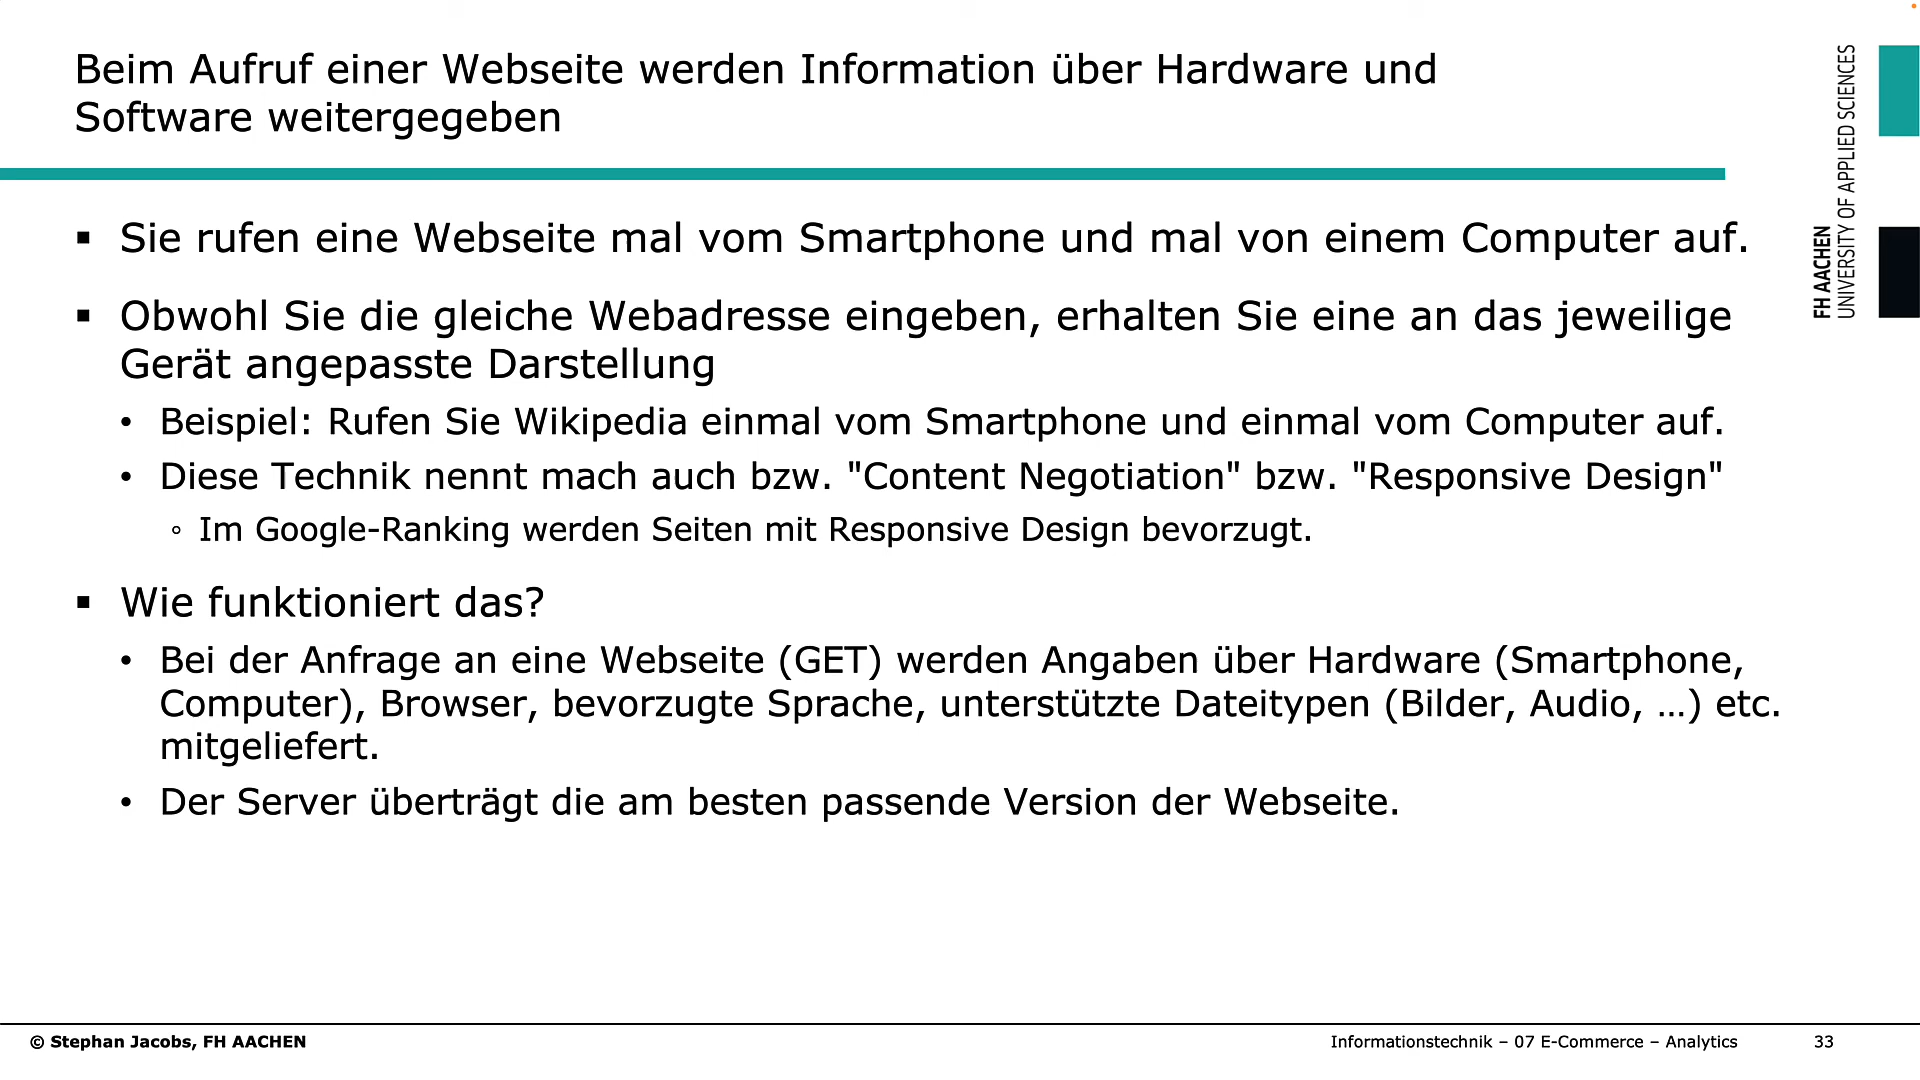 Beim Aufruf einer Webseite werden Information über Hardware und
Software weitergegeben
FH AACHEN
UNIVERSITY OF APPLIED SCIENCES
▪ Sie rufen eine Webseite mal vom Smartphone und mal von einem Computer auf.
▪ Obwohl Sie die gleiche Webadresse eingeben, erhalten Sie eine an das jeweilige
Gerät angepasste Darstellung
• Beispiel: Rufen Sie Wikipedia einmal vom Smartphone und einmal vom Computer auf.
• Diese Technik nennt mach auch bzw. "Content Negotiation" bzw. "Responsive Design"
◦ Im Google-Ranking werden Seiten mit Responsive Design bevorzugt.
▪ Wie funktioniert das?
• Bei der Anfrage an eine Webseite (GET) werden Angaben über Hardware (Smartphone,
Computer), Browser, bevorzugte Sprache, unterstützte Dateitypen (Bilder, Audio, …) etc.
mitgeliefert.
• Der Server überträgt die am besten passende Version der Webseite.
© Stephan Jacobs, FH AACHEN
Informationstechnik – 07 E-Commerce – Analytics
33